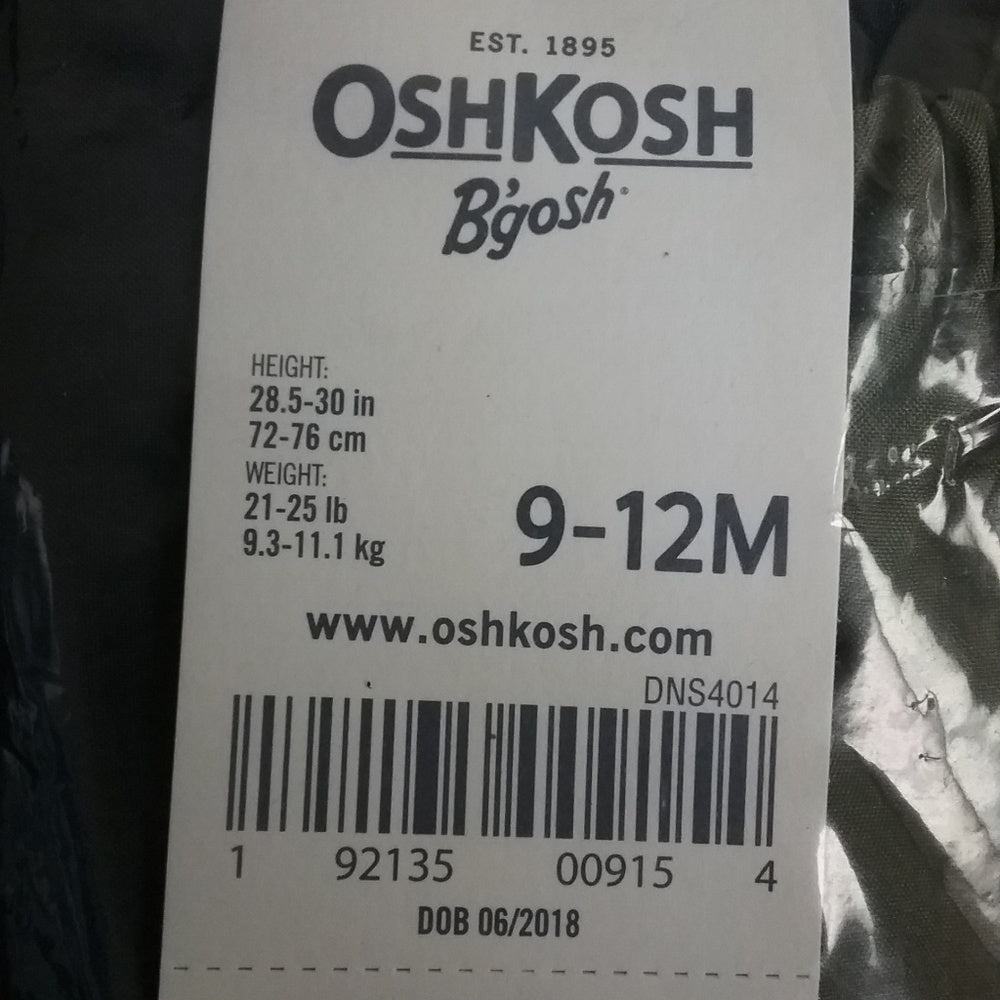 EST. 1895
OSHKOSH
B'gosh®
HEIGHT:
28.5-30 in
72-76 cm
WEIGHT:
21-25 lb
9.3-11.1 kg
9-12M
www.oshkosh.com
DNS4014
1 92135 00915 4
DOB 06/2018